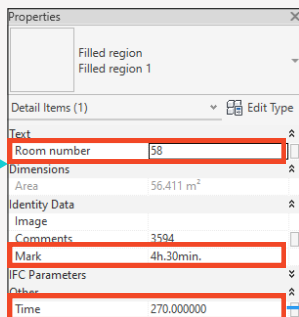 Properties
Filled region
Filled region 1
Detail Items (1)
Edit Type
Text
Room number 58
Dimensions
Area 56.411 m²
Identity Data
Image
Comments 3594
Mark 4h.30min.
IFC Parameters
Other
Time 270.000000